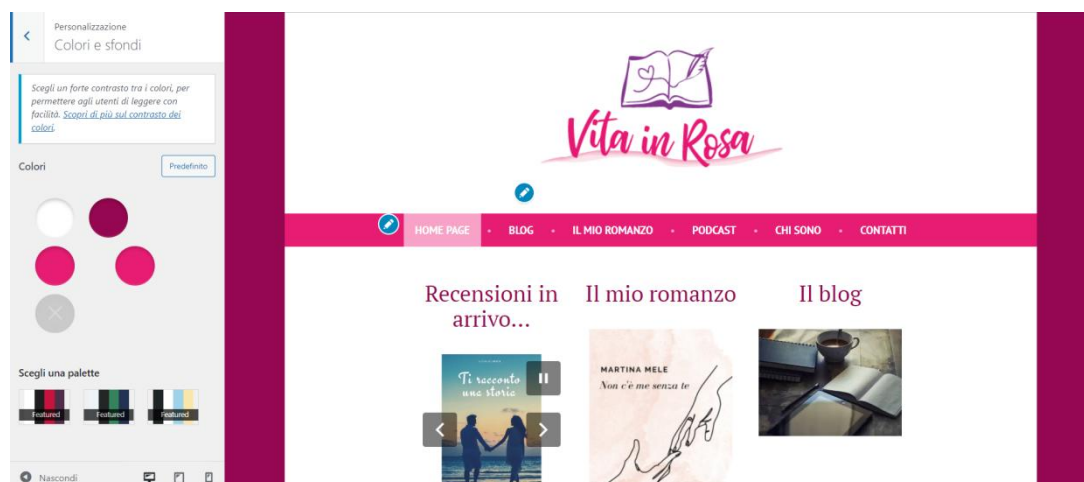 Personalizzazione
Colori e sfondi
Scegli un forte contrasto tra i colori, per
permettere agli utenti di leggere con
facilità. Scopri di più sul contrasto dei
colori.
Colori
Predefinito
Scegli una palette
Featured
Featured
Featured
Nascondi
Vita in Rosa
HOME PAGE
BLOG
IL MIO ROMANZO
PODCAST
CHI SONO
CONTATTI
Recensioni in
arrivo...
Il mio romanzo
Il blog
Ti racconto
una storia
MARTINA MELE
Non c'è me senza te